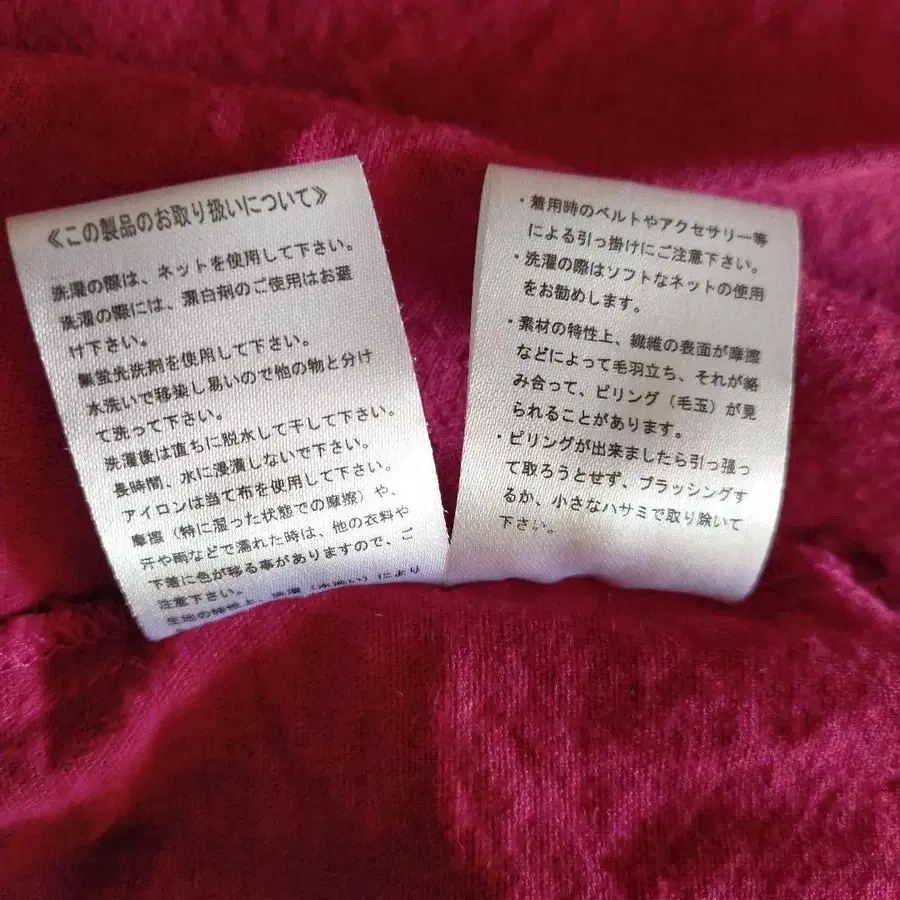 《この製品のお取り扱いについて》
洗濯の際は、ネットを使用して下さい。
洗濯の際には、漂白剤のご使用はお避
け下さい。
無蛍光洗剤を使用して下さい。
水洗いで移染し易いので他の物と分け
て洗って下さい。
洗濯後は直ちに脱水して干して下さい。
長時間、水に浸漬しないで下さい。
アイロンは当て布を使用して下さい。
摩擦（特に湿った状態での摩擦）や、
汗や雨などで濡れた時は、他の衣料や
下着に色が移る事がありますので、ご
注意下さい。
生地の特性上、洗濯（水洗い）により
・着用時のベルトやアクセサリー等
による引っ掛けにご注意下さい。
・洗濯の際はソフトなネットの使用
をお勧めします。
・素材の特性上、繊維の表面が摩擦
などによって毛羽立ち、それが絡
み合って、ピリング（毛玉）が見
られることがあります。
・ピリングが出来ましたら引っ張っ
て取ろうとせず、ブラッシングす
るか、小さなハサミで取り除いて
下さい。